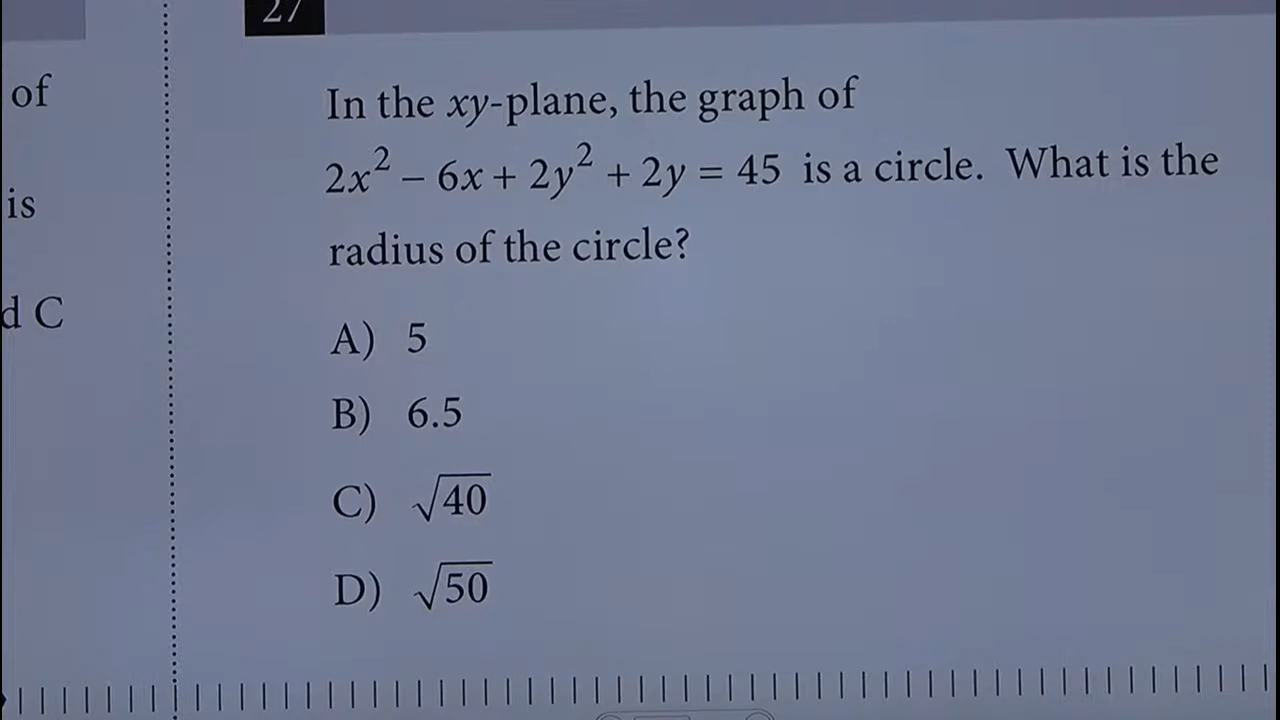 27
of
is
d C
In the xy-plane, the graph of
2x² – 6x + 2y² + 2y = 45 is a circle. What is the
radius of the circle?
A) 5
B) 6.5
C) √40
D) √50